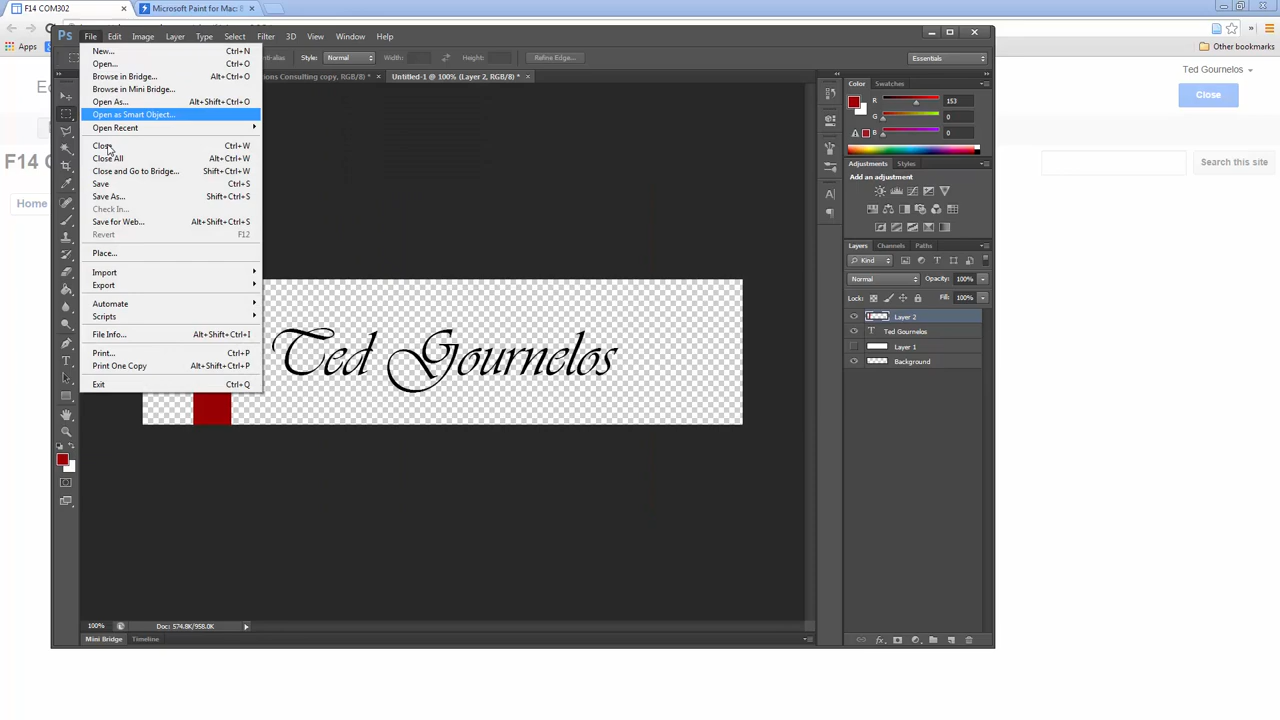 F14 COM302
Microsoft Paint for Mac:
Apps
Other bookmarks
Ted Gournelos
Close
F14 C
Search this site
Home
Ps File Edit Image Layer Type Select Filter 3D View Window Help
Style: Normal Width: Height: Refine Edge...
Essentials
ions Consulting copy, RGB/8) * × Untitled-1 @ 100% (Layer 2, RGB/8) * ×
New... Ctrl+N
Open... Ctrl+O
Browse in Bridge... Alt+Ctrl+O
Browse in Mini Bridge...
Open As... Alt+Shift+Ctrl+O
Open as Smart Object...
Open Recent
Close Ctrl+W
Close All Alt+Ctrl+W
Close and Go to Bridge... Shift+Ctrl+W
Save Ctrl+S
Save As... Shift+Ctrl+S
Check In...
Save for Web... Alt+Shift+Ctrl+S
Revert F12
Place...
Import
Export
Automate
Scripts
File Info... Alt+Shift+Ctrl+I
Print... Ctrl+P
Print One Copy Alt+Shift+Ctrl+P
Exit Ctrl+Q
Ted Gournelos
Color Swatches
R 153
G 0
B 0
Adjustments Styles
Add an adjustment
Layers Channels Paths
Kind
Normal Opacity: 100%
Lock: Fill: 100%
Layer 2
T Ted Gournelos
Layer 1
Background
100% Doc: 574.8K/958.0K
Mini Bridge Timeline